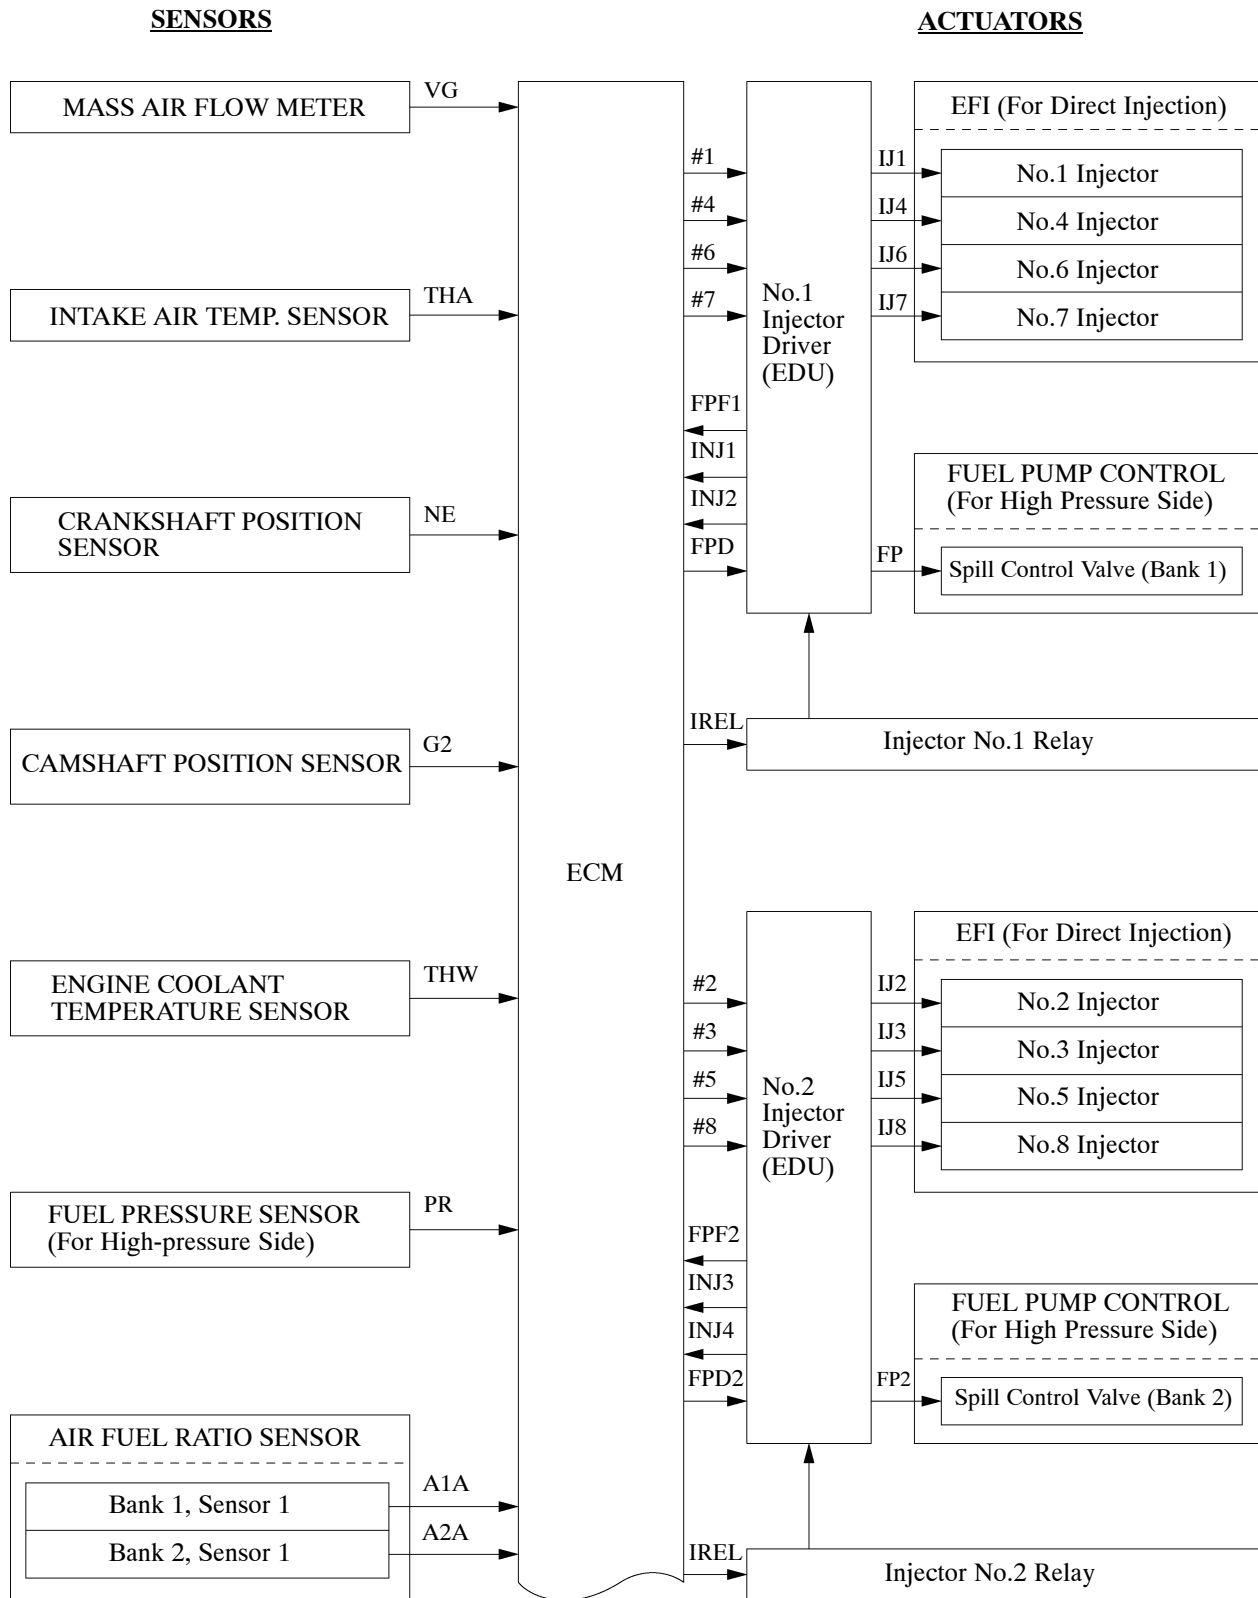 SENSORS
ACTUATORS
MASS AIR FLOW METER
VG
INTAKE AIR TEMP. SENSOR
THA
CRANKSHAFT POSITION
SENSOR
NE
CAMSHAFT POSITION SENSOR
G2
ENGINE COOLANT
TEMPERATURE SENSOR
THW
FUEL PRESSURE SENSOR
(For High-pressure Side)
PR
AIR FUEL RATIO SENSOR
Bank 1, Sensor 1
A1A
Bank 2, Sensor 1
A2A
ECM
#1
#4
#6
#7
FPF1
INJ1
INJ2
FPD
IREL
No.1
Injector
Driver
(EDU)
IJ1
IJ4
IJ6
IJ7
FP
EFI (For Direct Injection)
No.1 Injector
No.4 Injector
No.6 Injector
No.7 Injector
FUEL PUMP CONTROL
(For High Pressure Side)
Spill Control Valve (Bank 1)
Injector No.1 Relay
#2
#3
#5
#8
FPF2
INJ3
INJ4
FPD2
IREL
No.2
Injector
Driver
(EDU)
IJ2
IJ3
IJ5
IJ8
FP2
EFI (For Direct Injection)
No.2 Injector
No.3 Injector
No.5 Injector
No.8 Injector
FUEL PUMP CONTROL
(For High Pressure Side)
Spill Control Valve (Bank 2)
Injector No.2 Relay